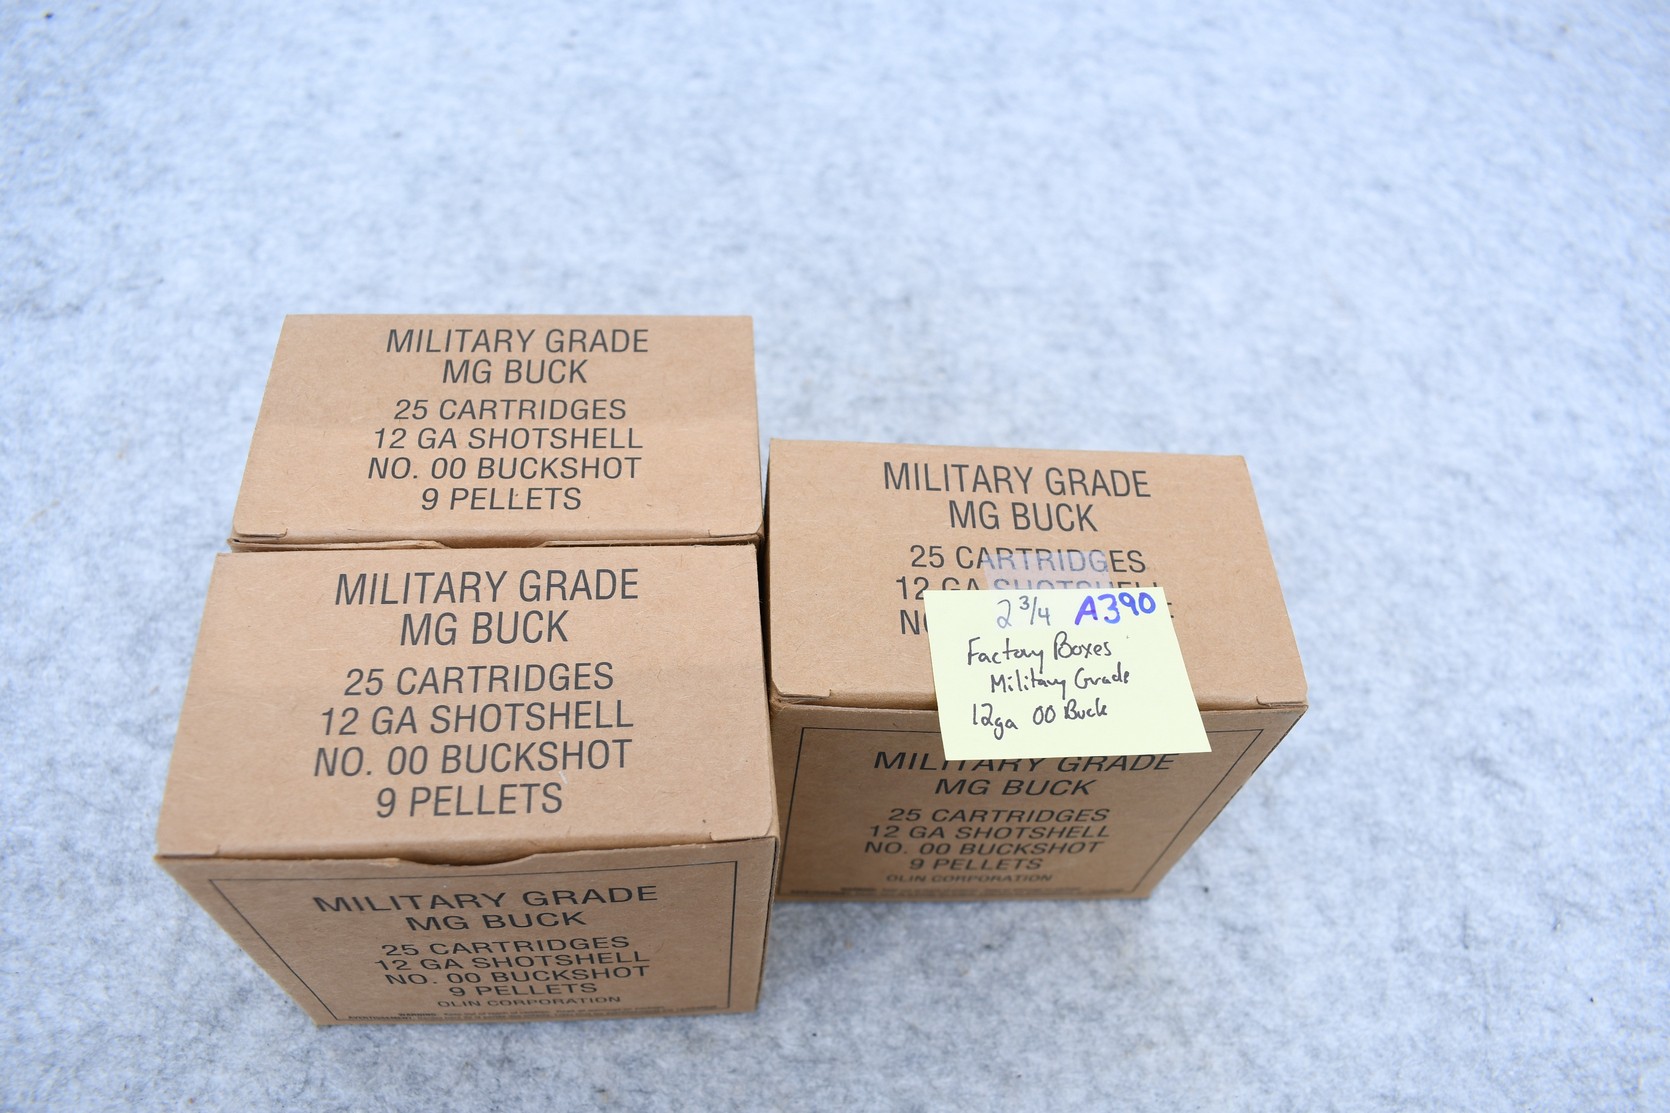 MILITARY GRADE
MG BUCK
25 CARTRIDGES
12 GA SHOTSHELL
NO. 00 BUCKSHOT
9 PELLETS
MILITARY GRADE
MG BUCK
25 CARTRIDGES
12 GA SHOTSHELL
NO. 00 BUCKSHOT
9 PELLETS
MILITARY GRADE
MG BUCK
25 CARTRIDGES
12 GA SHOTSHELL
NO. 00 BUCKSHOT
9 PELLETS
OLIN CORPORATION
MILITARY GRADE
MG BUCK
25 CARTRIDGES
12 GA SHOTSHELL
2 3/4 A390
Factory Boxes
Military Grade
12ga 00 Buck
MILITARY GRADE
MG BUCK
25 CARTRIDGES
12 GA SHOTSHELL
NO. 00 BUCKSHOT
9 PELLETS
OLIN CORPORATION